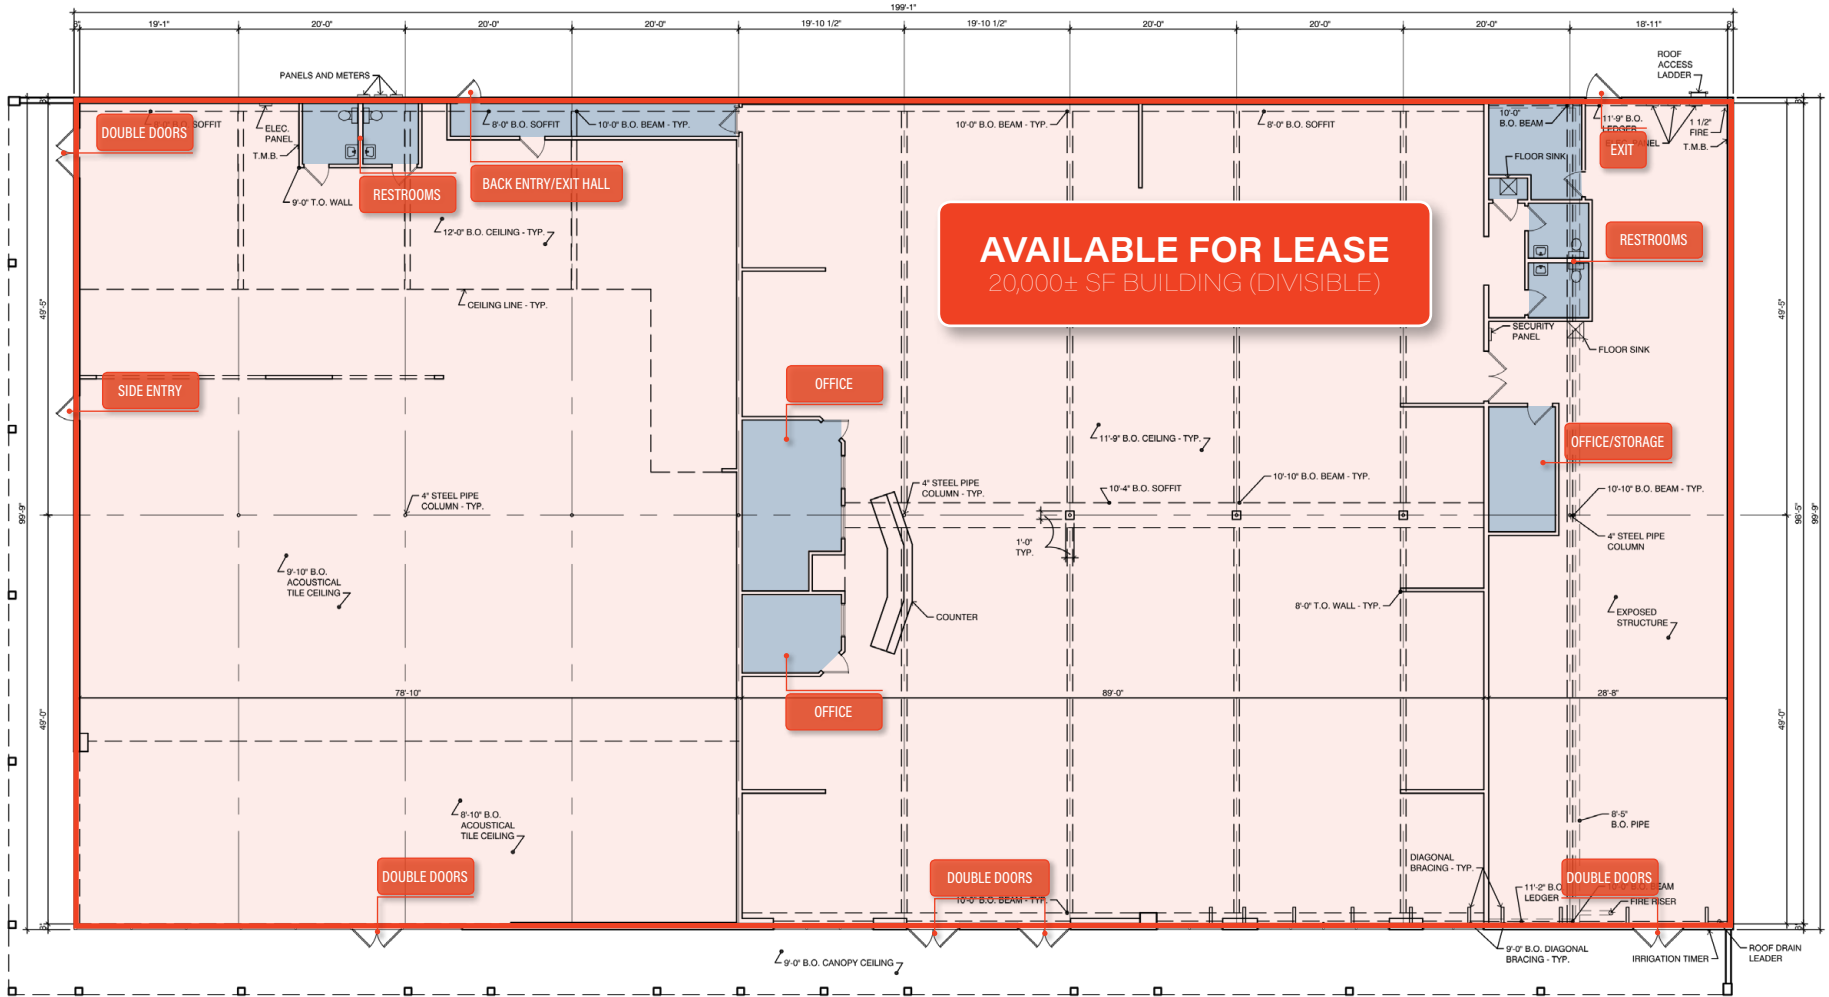 199'-1"
8"
19'-1"
20'-0"
20'-0"
20'-0"
19'-10 1/2"
19'-10 1/2"
20'-0"
20'-0"
20'-0"
18'-11"
8"
ROOF
ACCESS
LADDER
PANELS AND METERS
DOUBLE DOORS
SOFFIT
ELEC.
PANEL
T.M.B.
9'-0" T.O. WALL
RESTROOMS
8'-0" B.O. SOFFIT
10'-0" B.O. BEAM - TYP.
BACK ENTRY/EXIT HALL
12'-0" B.O. CEILING - TYP.
CEILING LINE - TYP.
10'-0" B.O. BEAM - TYP.
8'-0" B.O. SOFFIT
10'-0"
B.O. BEAM
11'-9" B.O.
LEDGER
PANEL
1 1/2"
FIRE
T.M.B.
EXIT
FLOOR SINK
RESTROOMS
AVAILABLE FOR LEASE
20,000± SF BUILDING (DIVISIBLE)
SECURITY
PANEL
FLOOR SINK
49'-5"
49'-5"
SIDE ENTRY
OFFICE
11'-9" B.O. CEILING - TYP.
OFFICE/STORAGE
4" STEEL PIPE
COLUMN - TYP.
4" STEEL PIPE
COLUMN - TYP.
10'-4" B.O. SOFFIT
10'-10" B.O. BEAM - TYP.
10'-10" B.O. BEAM - TYP.
99'-9"
98'-5"
99'-9"
1'-0"
TYP.
4" STEEL PIPE
COLUMN
9'-10" B.O.
ACOUSTICAL
TILE CEILING
COUNTER
8'-0" T.O. WALL - TYP.
EXPOSED
STRUCTURE
78'-10"
89'-0"
28'-8"
OFFICE
49'-0"
49'-0"
8'-10" B.O.
ACOUSTICAL
TILE CEILING
8'-5"
B.O. PIPE
DOUBLE DOORS
DOUBLE DOORS
10'-0" B.O. BEAM - TYP.
DIAGONAL
BRACING - TYP.
11'-2" B.O.
LEDGER
DOUBLE DOORS
10'-0" B.O. BEAM
FIRE RISER
9'-0" B.O. CANOPY CEILING
9'-0" B.O. DIAGONAL
BRACING - TYP.
IRRIGATION TIMER
ROOF DRAIN
LEADER